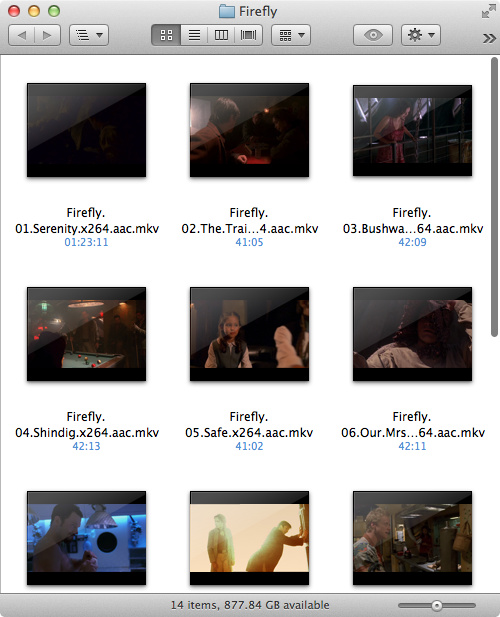 Firefly
Firefly.
01.Serenity.x264.aac.mkv
01:23:11
Firefly.
02.The.Trai...4.aac.mkv
41:05
Firefly.
03.Bushwa...64.aac.mkv
42:09
Firefly.
04.Shindig.x264.aac.mkv
42:13
Firefly.
05.Safe.x264.aac.mkv
41:02
Firefly.
06.Our.Mrs...64.aac.mkv
42:11
14 items, 877.84 GB available